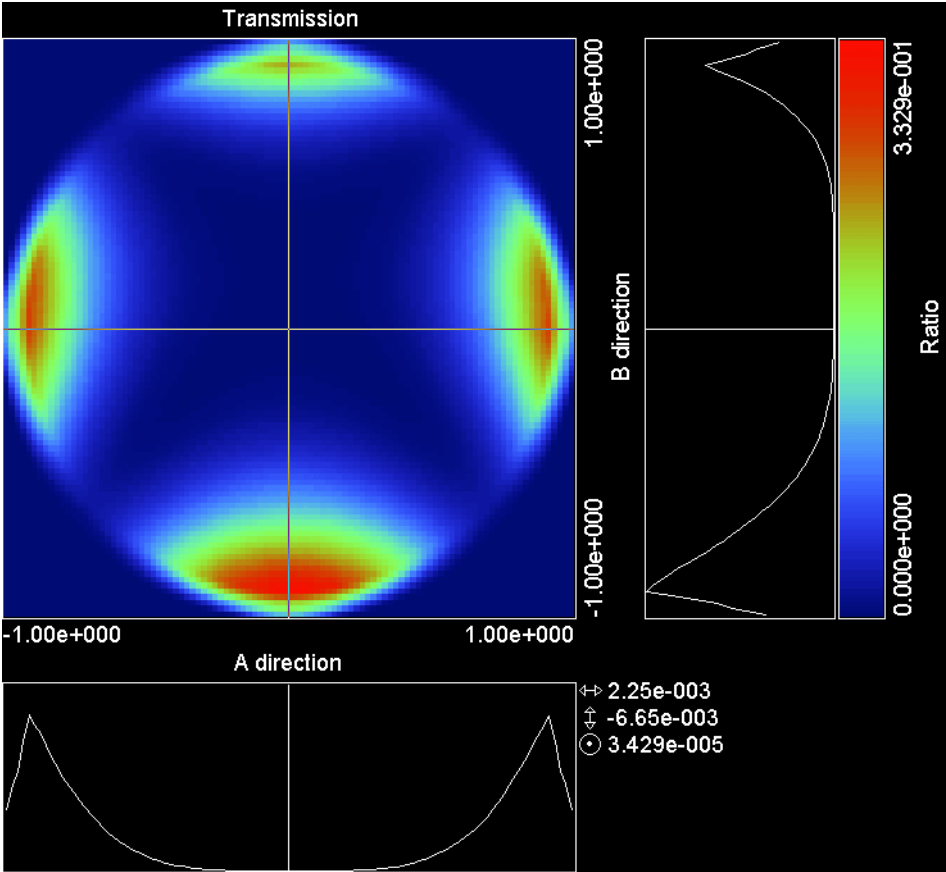 Transmission
1.00e+000
B direction
-1.00e+000
3.329e-001
Ratio
0.000e+000
-1.00e+000
1.00e+000
A direction
2.25e-003
-6.65e-003
3.429e-005